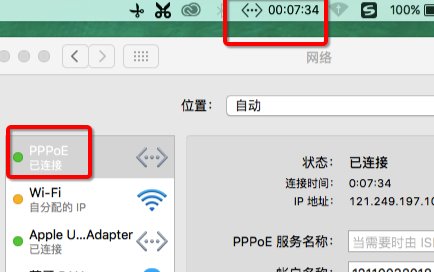 00:07:34 100%
网络
位置： 自动
PPPoE
已连接
Wi-Fi
自分配的 IP
Apple U...Adapter
已连接
状态： 已连接
连接时间： 0:07:34
IP 地址： 121.249.197.10
PPPoE 服务名称： 当需要时由 IS